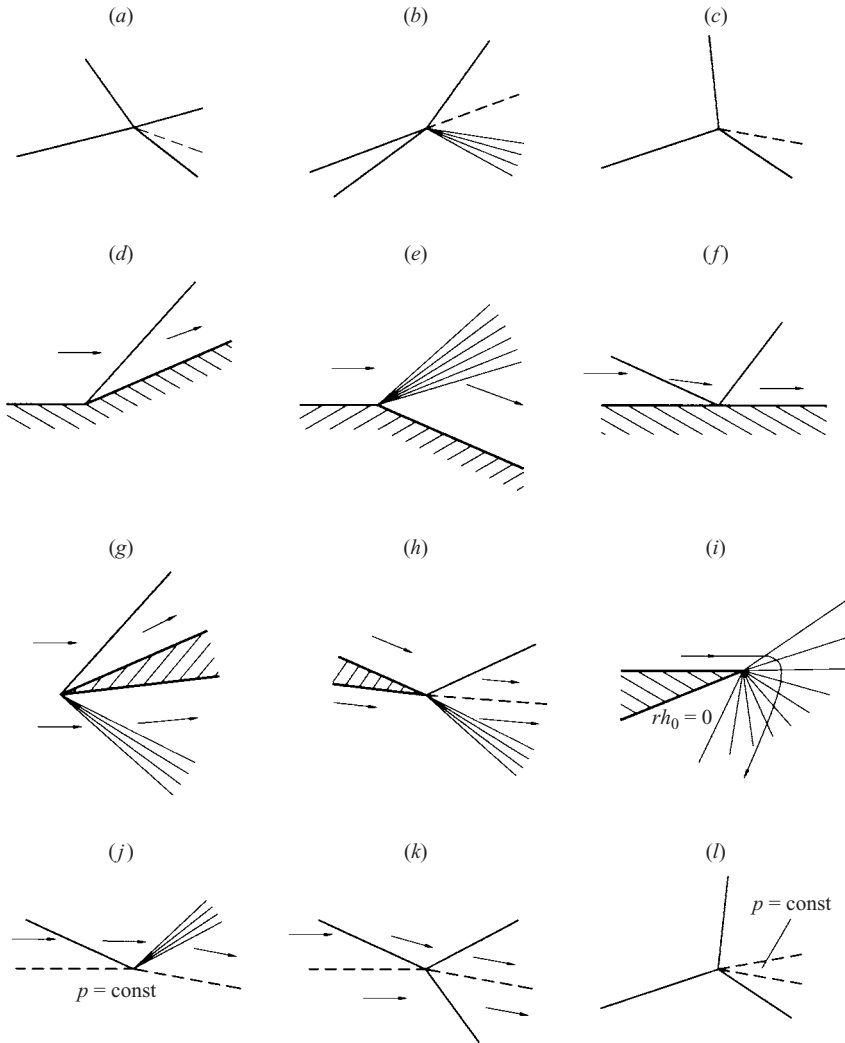 (a) (b) (c)
(d) (e) (f)
(g) (h) (i)
rh₀ = 0
(j) (k) (l)
p = const
p = const